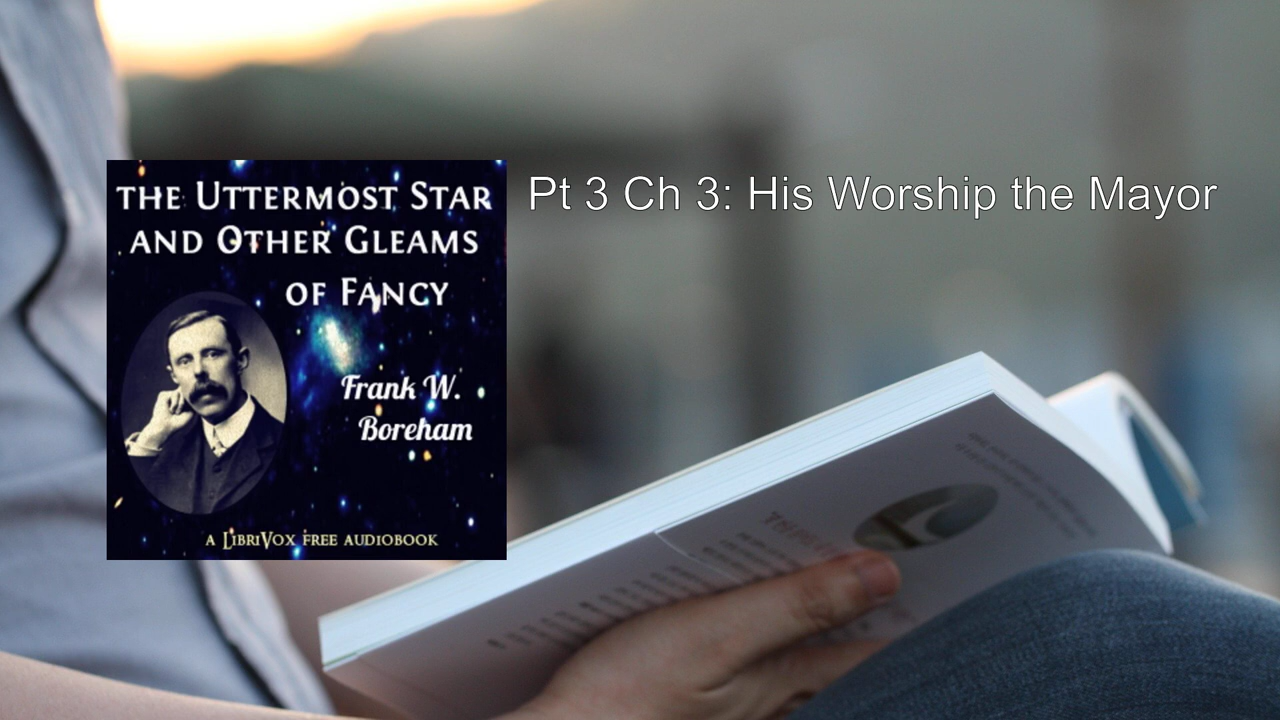 THE UTTERMOST STAR
AND OTHER GLEAMS
OF FANCY
Frank W.
Boreham
A LIBRIVOX FREE AUDIOBOOK
Pt 3 Ch 3: His Worship the Mayor